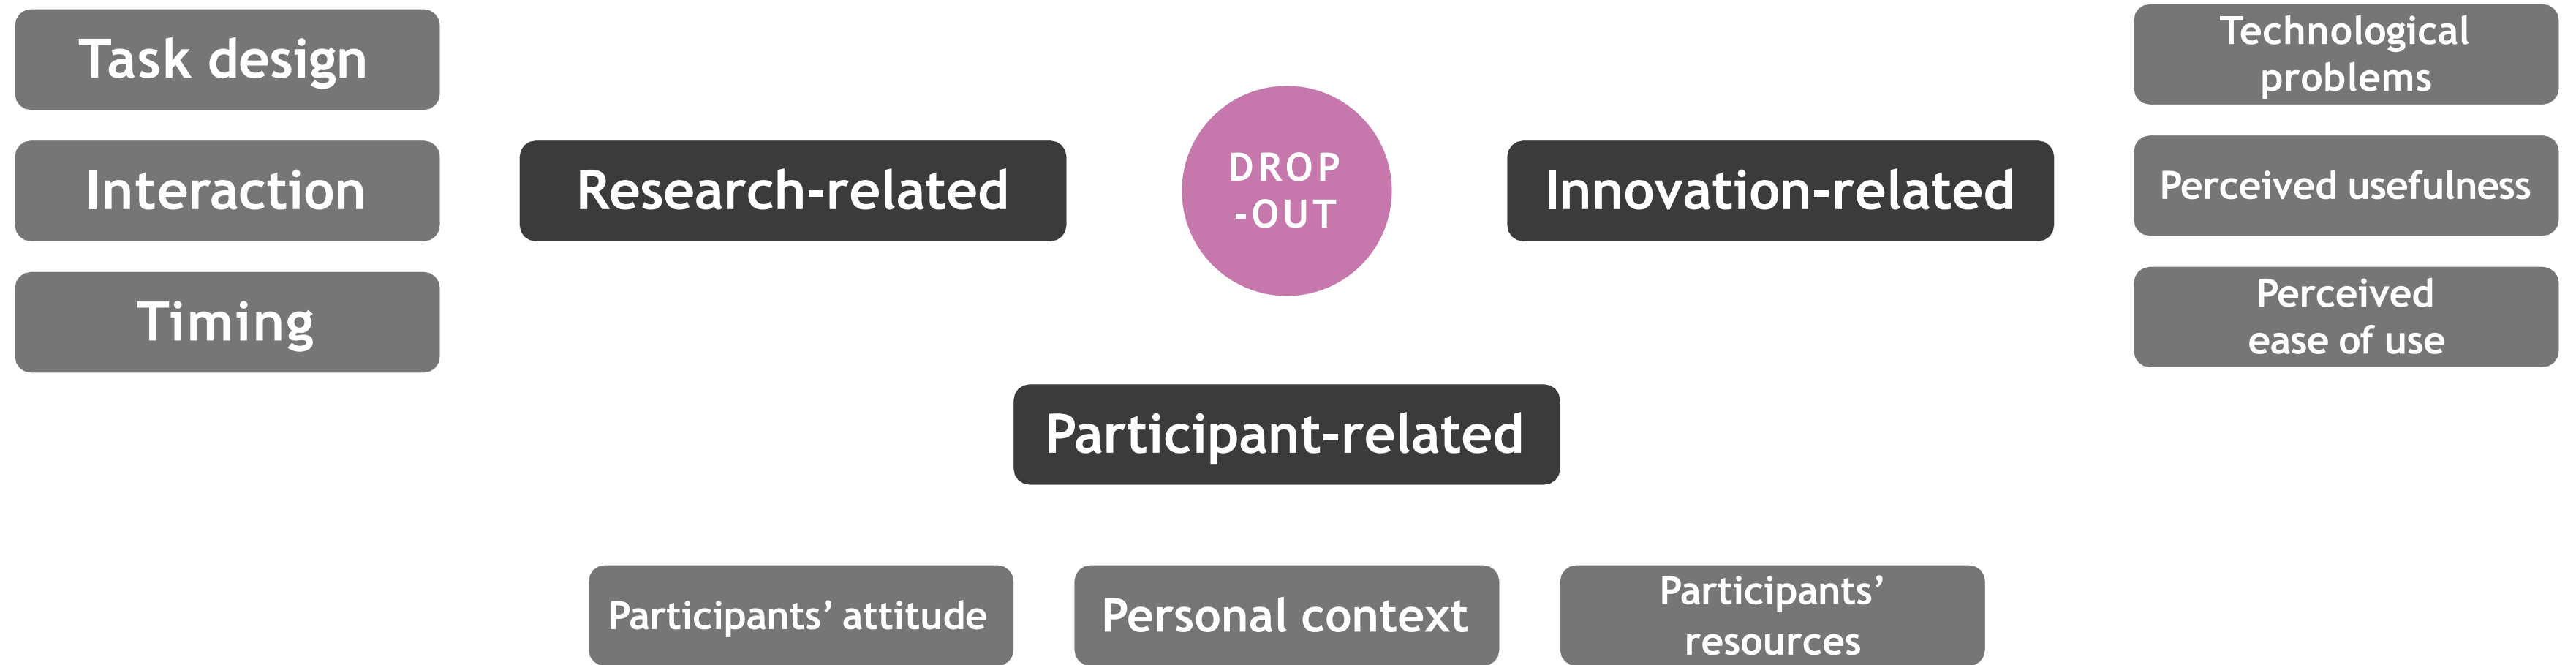 Task design
Interaction
Timing
Research-related
DROP
-OUT
Innovation-related
Technological
problems
Perceived usefulness
Perceived
ease of use
Participant-related
Participants’ attitude
Personal context
Participants’
resources